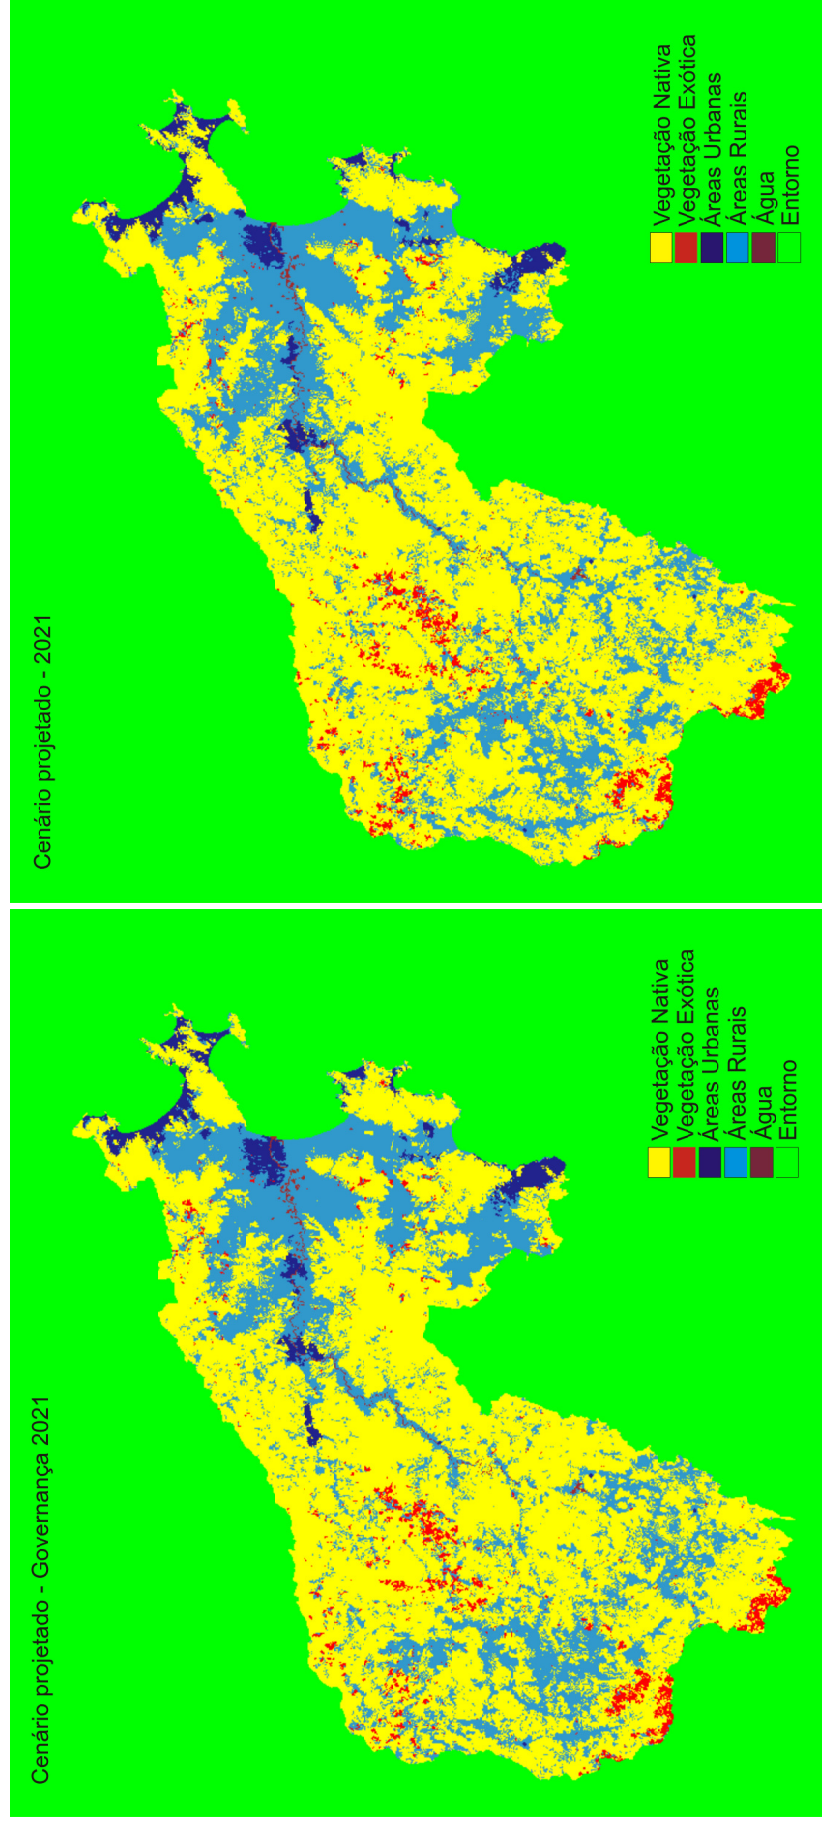 Cenário projetado - 2021
Vegetação Nativa
Vegetação Exótica
Áreas Urbanas
Áreas Rurais
Água
Entorno
Cenário projetado - Governança 2021
Vegetação Nativa
Vegetação Exótica
Áreas Urbanas
Áreas Rurais
Água
Entorno